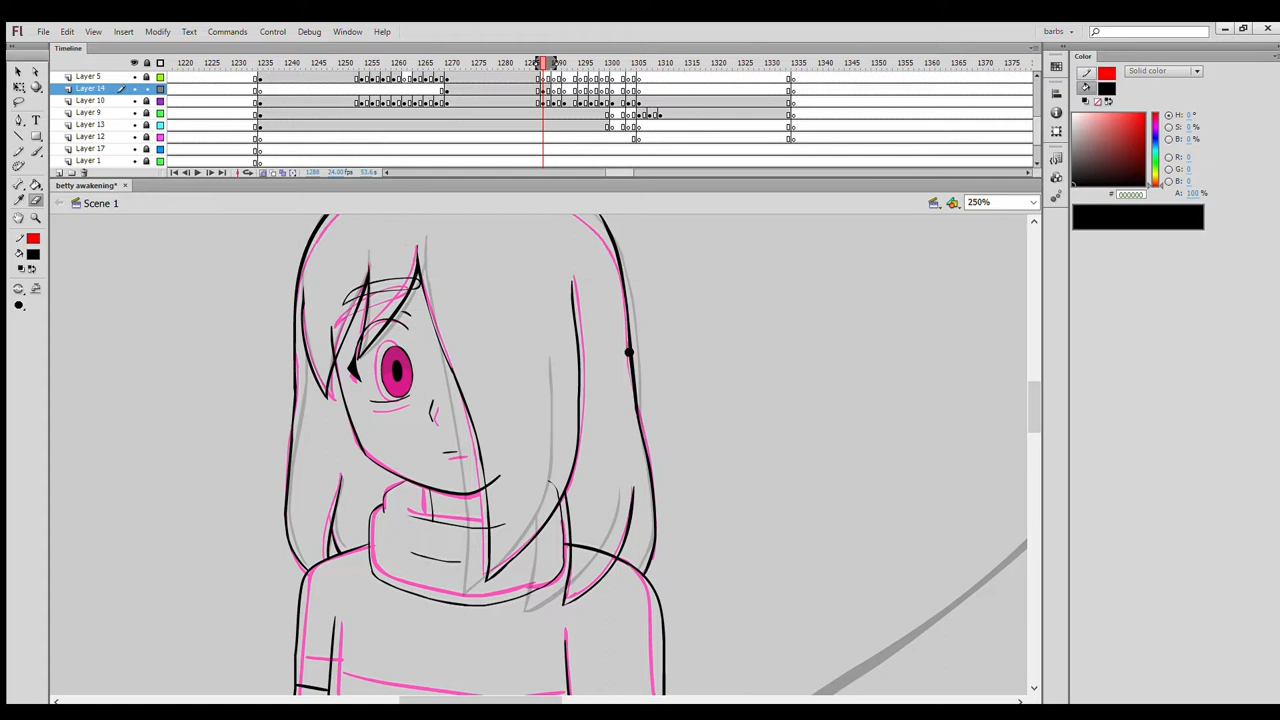 Fl File Edit View Insert Modify Text Commands Control Debug Window Help barbs
Timeline
1220 1225 1230 1235 1240 1245 1250 1255 1260 1265 1270 1275 1280 1290 1295 1300 1305 1310 1315 1320 1325 1330 1335 1340 1345 1350 1355 1360 1365 1370 1375
Layer 5
Layer 14
Layer 10
Layer 9
Layer 13
Layer 12
Layer 17
Layer 1
1288 24.00 fps 53.6 s
betty awakening* ×
Scene 1 250%
Color
Solid color
H: 0 °
S: 0 %
B: 0 %
R: 0
G: 0
B: 0
# 000000 A: 100 %